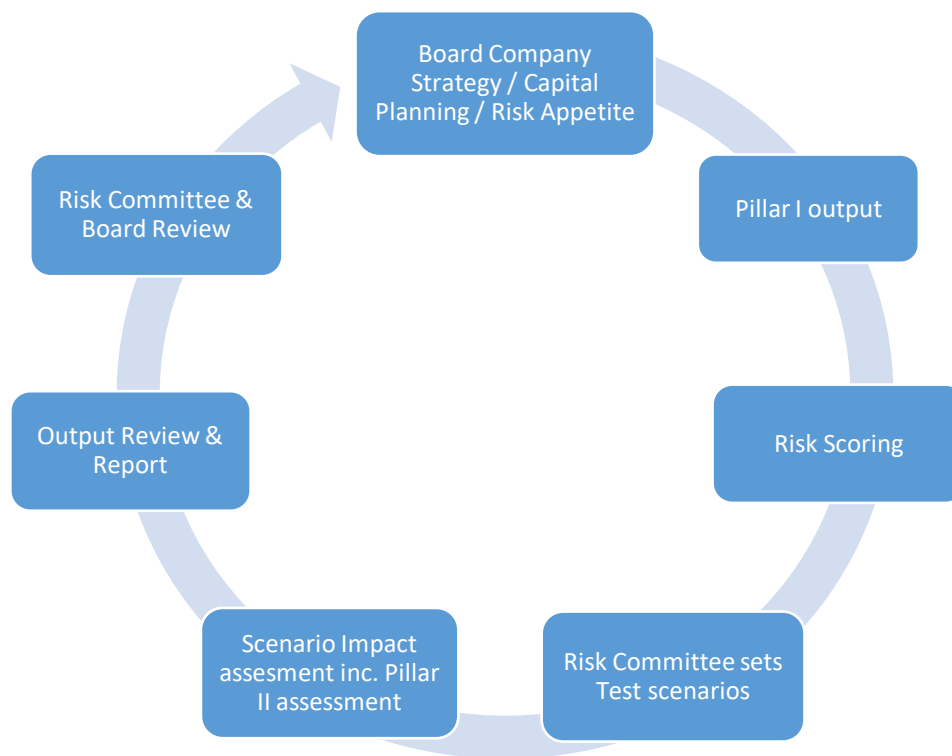 Board Company
Strategy / Capital
Planning / Risk Appetite
Pillar I output
Risk Scoring
Risk Committee sets
Test scenarios
Scenario Impact
assesment inc. Pillar
II assessment
Output Review &
Report
Risk Committee &
Board Review